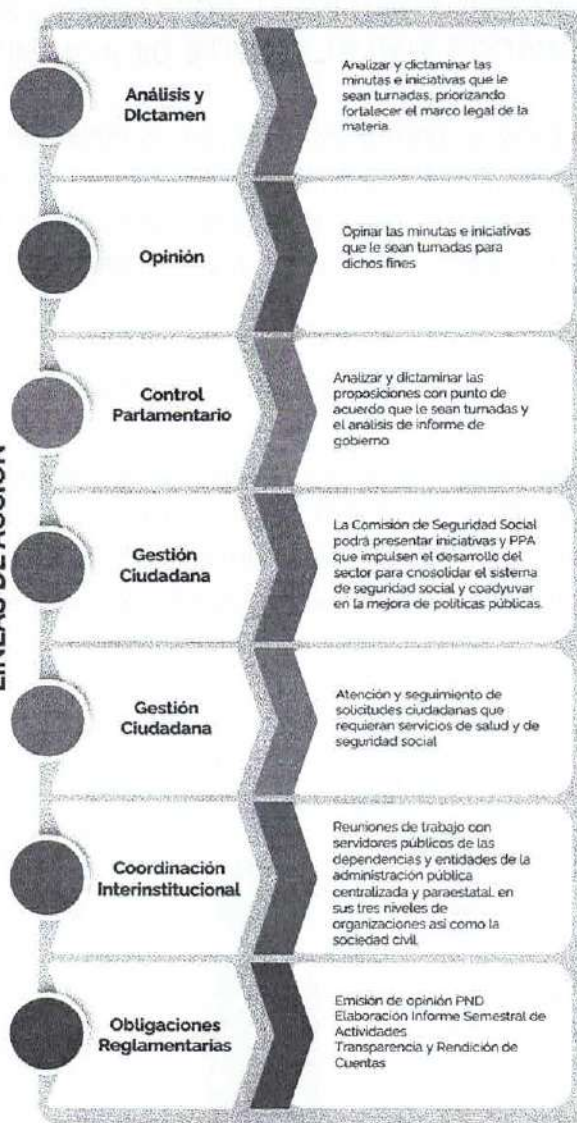 LÍNEAS DE ACCIÓN
Análisis y
Dictamen
Analizar y dictaminar las
minutas e iniciativas que le
sean turnadas, priorizando
fortalecer el marco legal de la
materia.
Opinión
Opinar las minutas e iniciativas
que le sean turnadas para
dichos fines
Control
Parlamentario
Analizar y dictaminar las
proposiciones con punto de
acuerdo que le sean turnadas y
el análisis de informe de
gobierno
Gestión
Ciudadana
La Comisión de Seguridad Social
podrá presentar iniciativas y PPA
que impulsen el desarrollo del
sector para cnosolidar el sistema
de seguridad social y coadyuvar
en la mejora de políticas públicas.
Gestión
Ciudadana
Atención y seguimiento de
solicitudes ciudadanas que
requieran servicios de salud y de
seguridad social
Coordinación
Interinstitucional
Reuniones de trabajo con
servidores públicos de las
dependencias y entidades de la
administración pública
centralizada y paraestatal, en
sus tres niveles de
organizaciones así como la
sociedad civil
Obligaciones
Reglamentarias
Emisión de opinión PND
Elaboración Informe Semestral de
Actividades
Transparencia y Rendición de
Cuentas